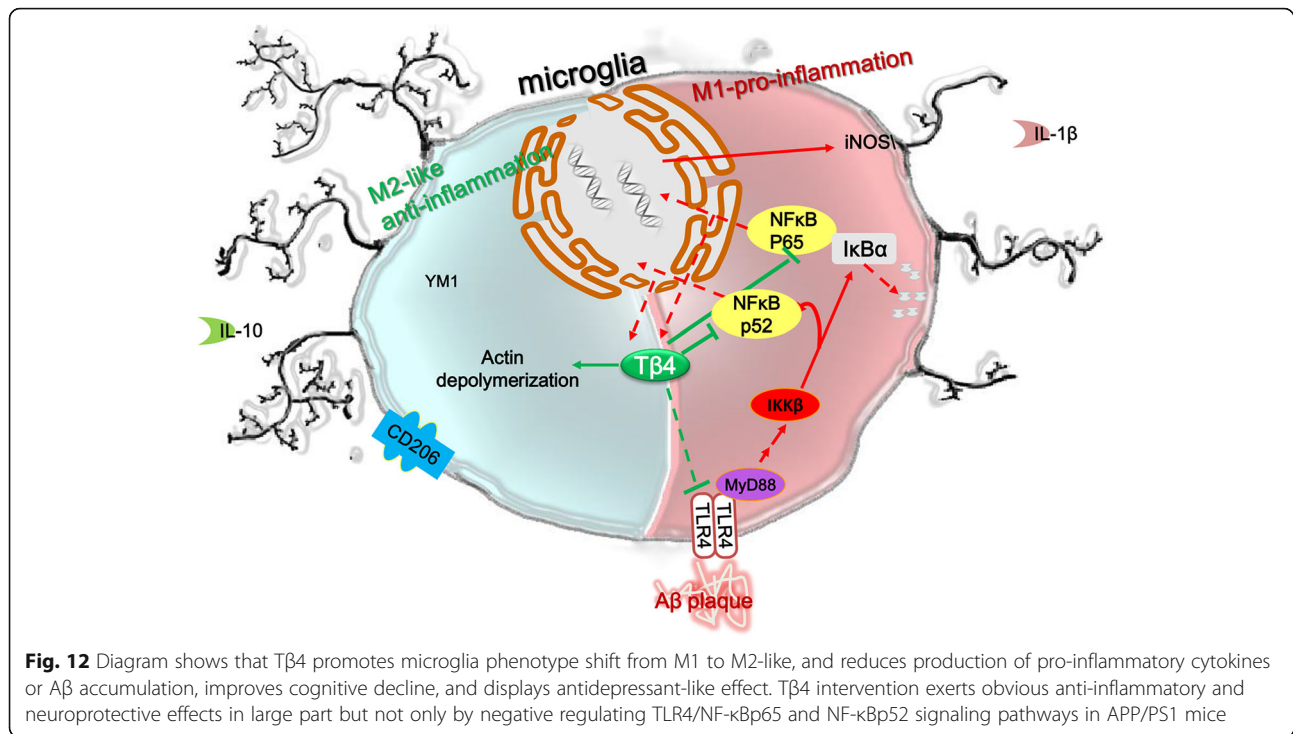 microglia
M1-pro-inflammation
M2-like
anti-inflammation
iNOS\
IL-1β
NFκB
P65
IκBα
YM1
NFκB
p52
IL-10
Tβ4
Actin
depolymerization
IKKβ
CD206
MyD88
TLR4
TLR4
Aβ plaque
Fig. 12 Diagram shows that Tβ4 promotes microglia phenotype shift from M1 to M2-like, and reduces production of pro-inflammatory cytokines
or Aβ accumulation, improves cognitive decline, and displays antidepressant-like effect. Tβ4 intervention exerts obvious anti-inflammatory and
neuroprotective effects in large part but not only by negative regulating TLR4/NF-κBp65 and NF-κBp52 signaling pathways in APP/PS1 mice